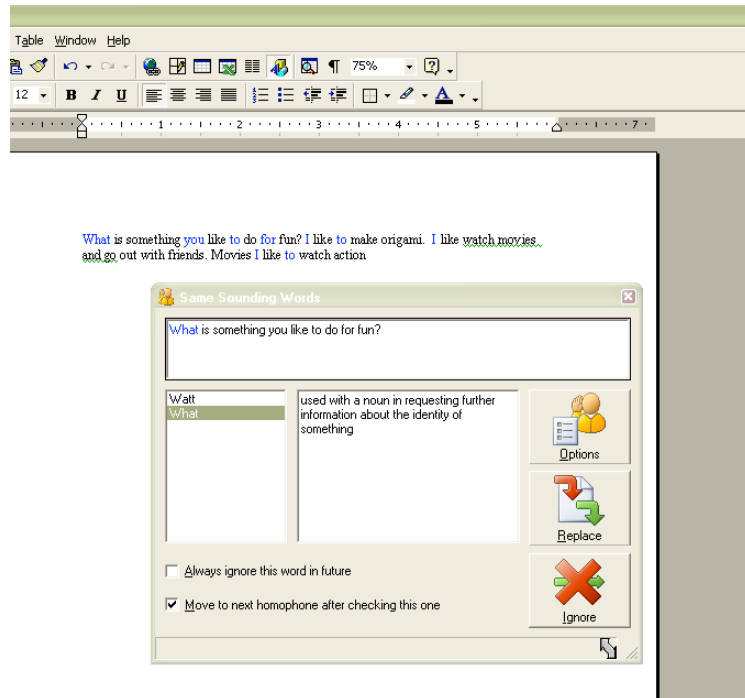 Table Window Help
75%
12 B I U A
1 2 3 4 5 7
What is something you like to do for fun? I like to make origami. I like watch movies
and go out with friends. Movies I like to watch action
Same Sounding Words
What is something you like to do for fun?
Watt
What
used with a noun in requesting further
information about the identity of
something
Options
Replace
Always ignore this word in future
Move to next homophone after checking this one
Ignore